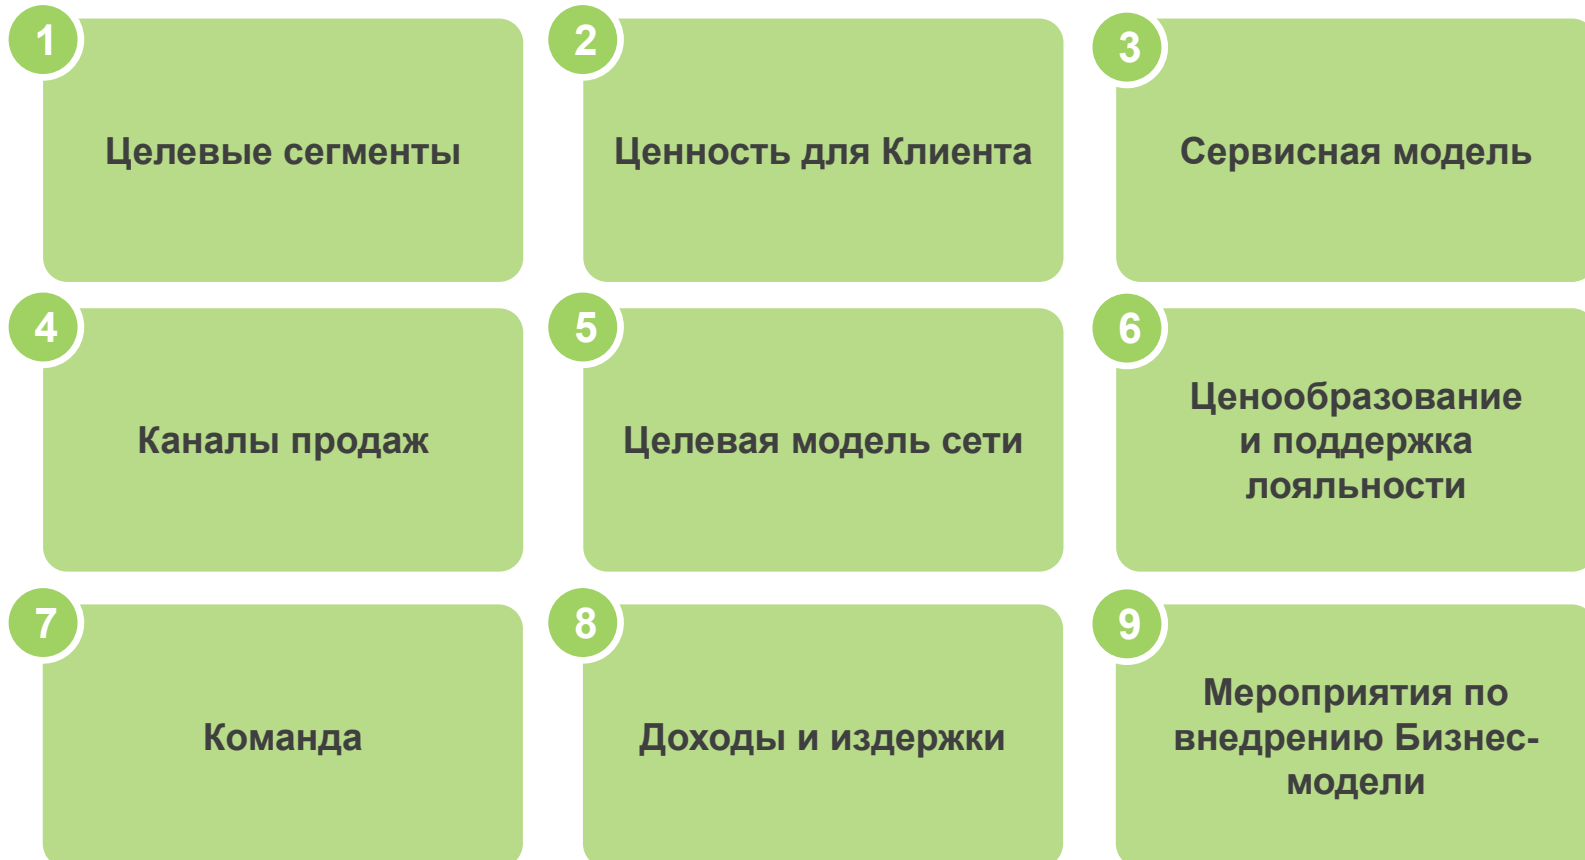 1
Целевые сегменты
2
Ценность для Клиента
3
Сервисная модель
4
Каналы продаж
5
Целевая модель сети
6
Ценообразование
и поддержка
лояльности
7
Команда
8
Доходы и издержки
9
Мероприятия по
внедрению Бизнес-
модели